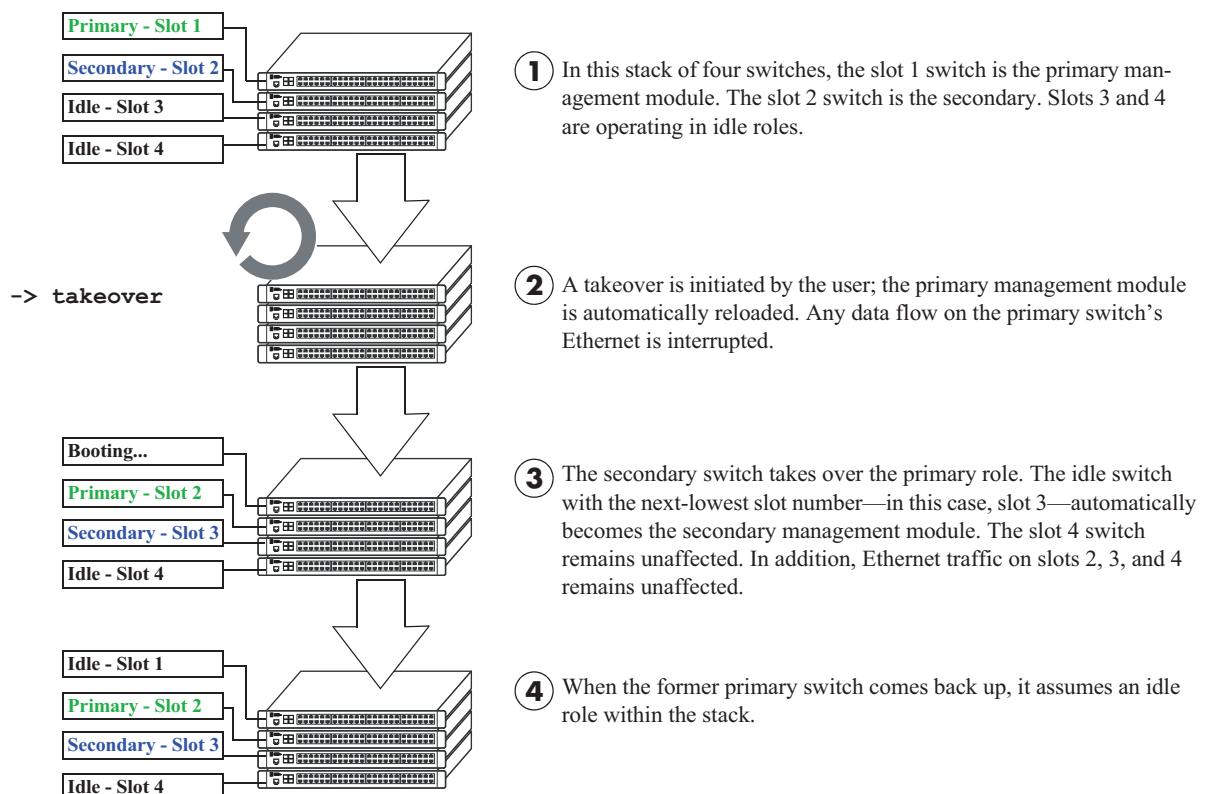 Primary - Slot 1
Secondary - Slot 2
Idle - Slot 3
Idle - Slot 4
1
In this stack of four switches, the slot 1 switch is the primary man-
agement module. The slot 2 switch is the secondary. Slots 3 and 4
are operating in idle roles.
-> takeover
2
A takeover is initiated by the user; the primary management module
is automatically reloaded. Any data flow on the primary switch’s
Ethernet is interrupted.
Booting...
Primary - Slot 2
Secondary - Slot 3
Idle - Slot 4
3
The secondary switch takes over the primary role. The idle switch
with the next-lowest slot number—in this case, slot 3—automatically
becomes the secondary management module. The slot 4 switch
remains unaffected. In addition, Ethernet traffic on slots 2, 3, and 4
remains unaffected.
Idle - Slot 1
Primary - Slot 2
Secondary - Slot 3
Idle - Slot 4
4
When the former primary switch comes back up, it assumes an idle
role within the stack.